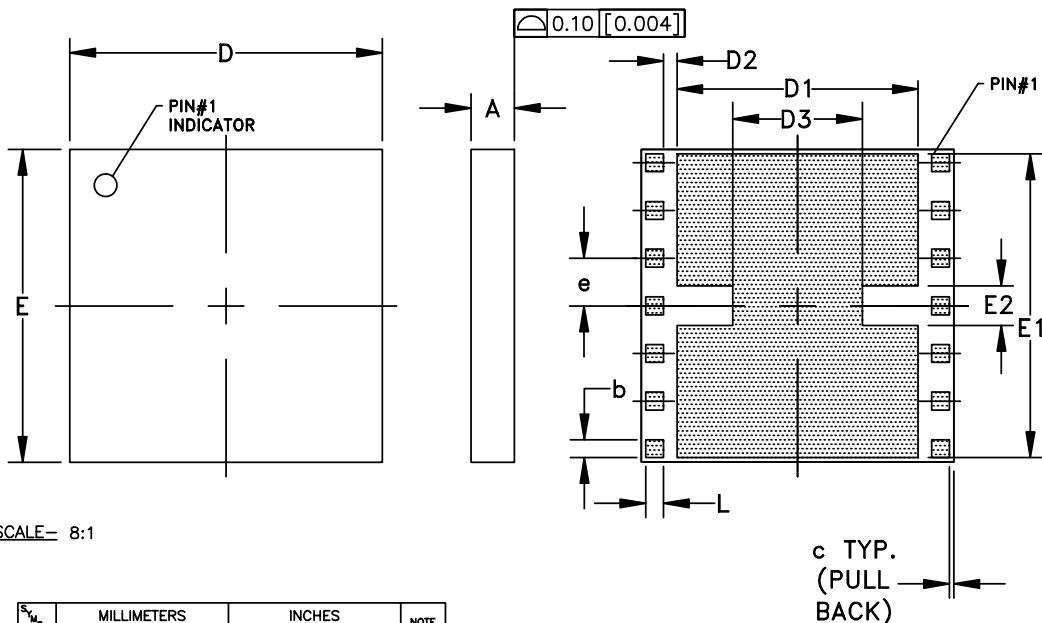 0.10 [0.004]
D
D2
PIN#1
INDICATOR
A
D1
PIN#1
D3
E
e
E2
E1
b
L
SCALE- 8:1
c TYP.
(PULL
BACK)
MILLIMETERS INCHES NOTE